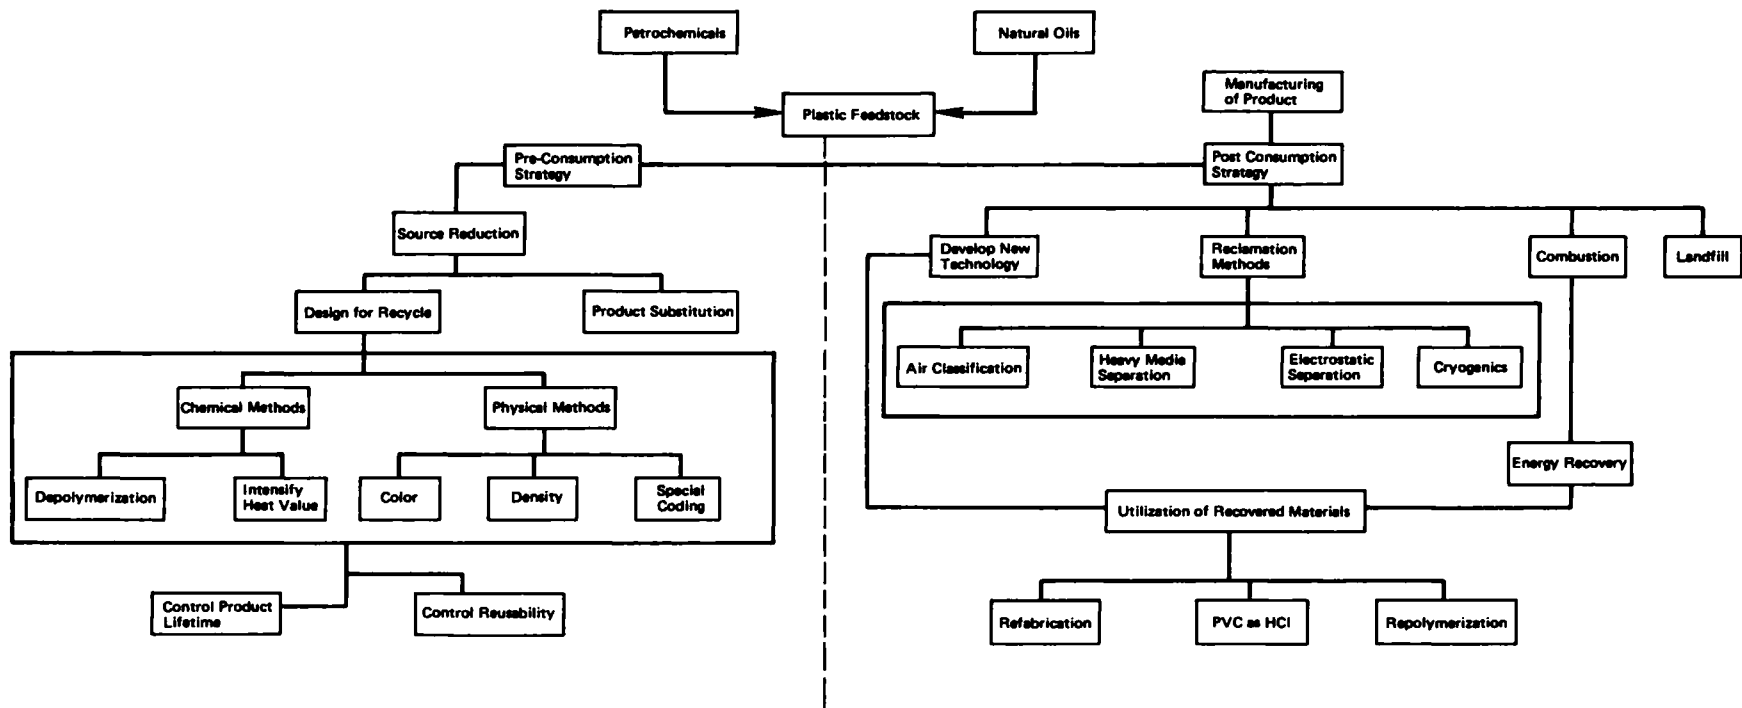 Petrochemicals
Natural Oils
Plastic Feedstock
Manufacturing
of Product
Pre-Consumption
Strategy
Post Consumption
Strategy
Source Reduction
Develop New
Technology
Reclamation
Methods
Combustion
Landfill
Design for Recycle
Product Substitution
Air Classification
Heavy Media
Separation
Electrostatic
Separation
Cryogenics
Chemical Methods
Physical Methods
Energy Recovery
Depolymerization
Intensify
Heat Value
Color
Density
Special
Coding
Utilization of Recovered Materials
Control Product
Lifetime
Control Reusability
Refabrication
PVC as HCl
Repolymerization